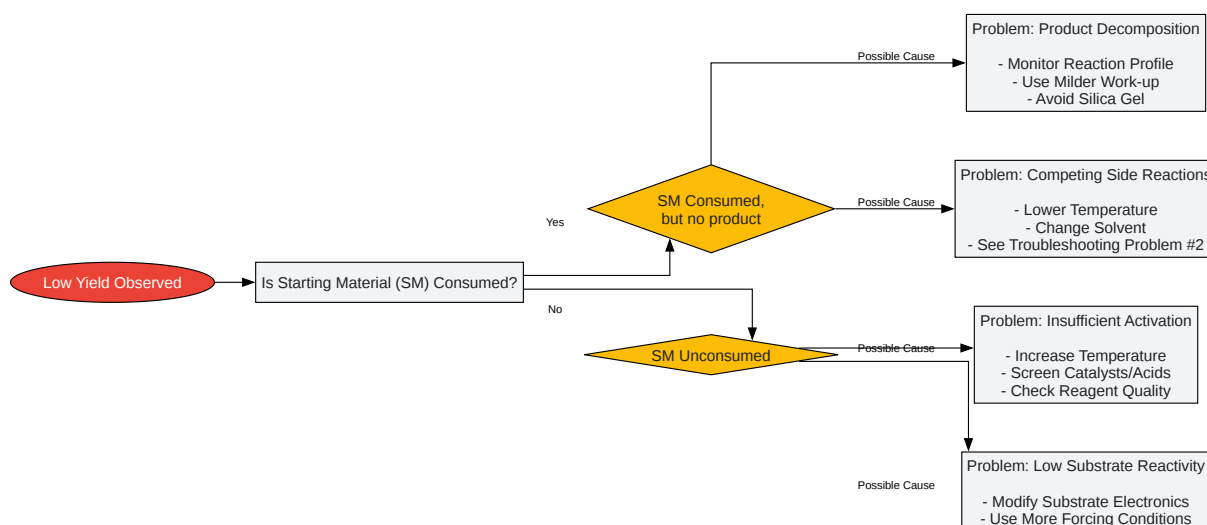 Low Yield Observed
Is Starting Material (SM) Consumed?
Yes
No
SM Consumed,
but no product
SM Unconsumed
Possible Cause
Problem: Product Decomposition
- Monitor Reaction Profile
- Use Milder Work-up
- Avoid Silica Gel
Possible Cause
Problem: Competing Side Reactions
- Lower Temperature
- Change Solvent
- See Troubleshooting Problem #2
Possible Cause
Problem: Insufficient Activation
- Increase Temperature
- Screen Catalysts/Acids
- Check Reagent Quality
Possible Cause
Problem: Low Substrate Reactivity
- Modify Substrate Electronics
- Use More Forcing Conditions